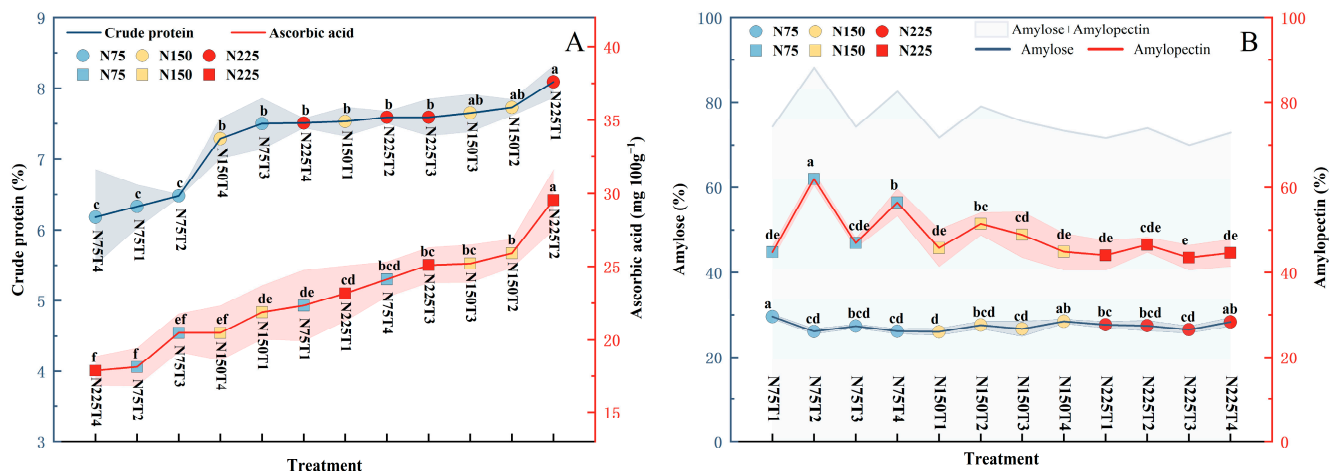 Crude protein
Ascorbic acid
N75 N150 N225
N75 N150 N225
A
9
8
7
6
5
4
3
Crude protein (%)
40
35
30
25
20
15
Ascorbic acid (mg 100g⁻¹)
c c c b b b b b b ab ab a
N75T4 N75T1 N75T2 N150T4 N75T3 N225T4 N150T1 N225T2 N225T3 N150T3 N150T2 N225T1
f f ef ef de de cd bcd bc bc b a
N225T4 N75T2 N75T3 N150T4 N150T1 N75T1 N225T1 N75T4 N225T3 N150T3 N150T2 N225T2
Treatment
N75 N150 N225
N75 N150 N225
Amylose+Amylopectin
Amylose Amylopectin
B
100
80
60
40
20
0
Amylose (%)
100
80
60
40
20
0
Amylopectin (%)
de a cde b de bc cd de de cde e de
a cd bcd cd d bcd cd ab bc bcd cd ab
N75T1 N75T2 N75T3 N75T4 N150T1 N150T2 N150T3 N150T4 N225T1 N225T2 N225T3 N225T4
Treatment